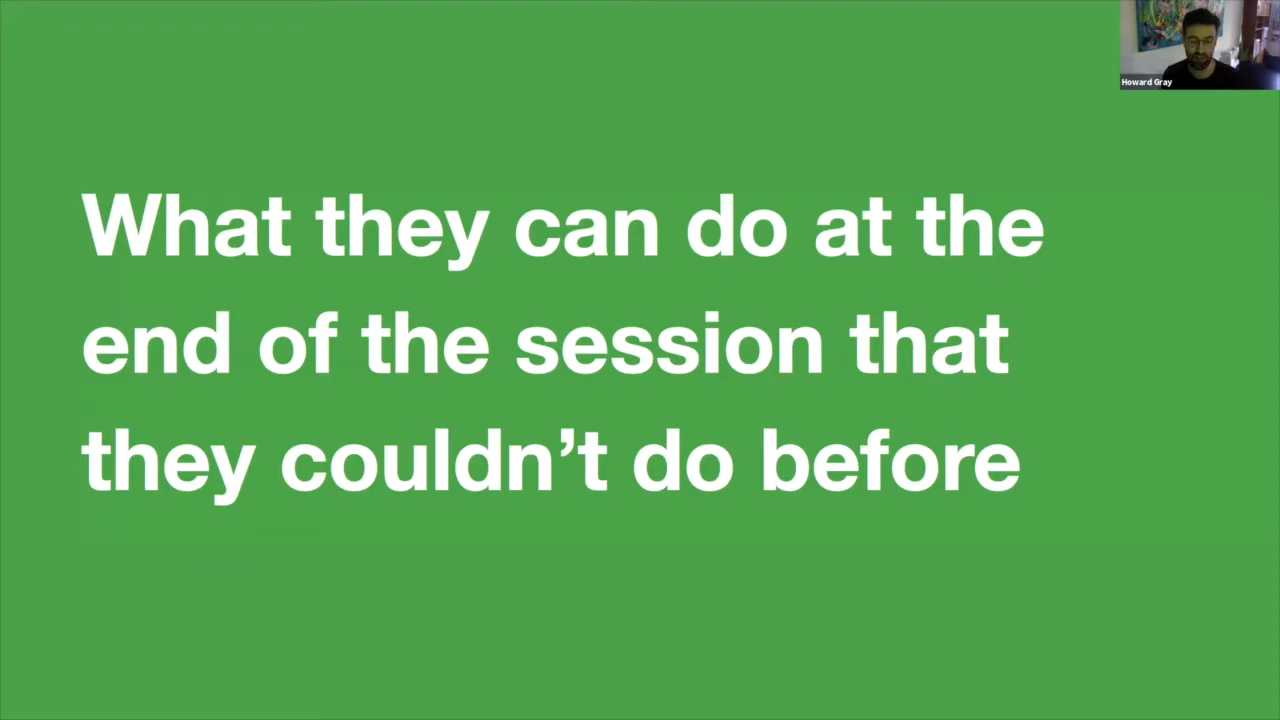 Howard Gray
What they can do at the
end of the session that
they couldn’t do before